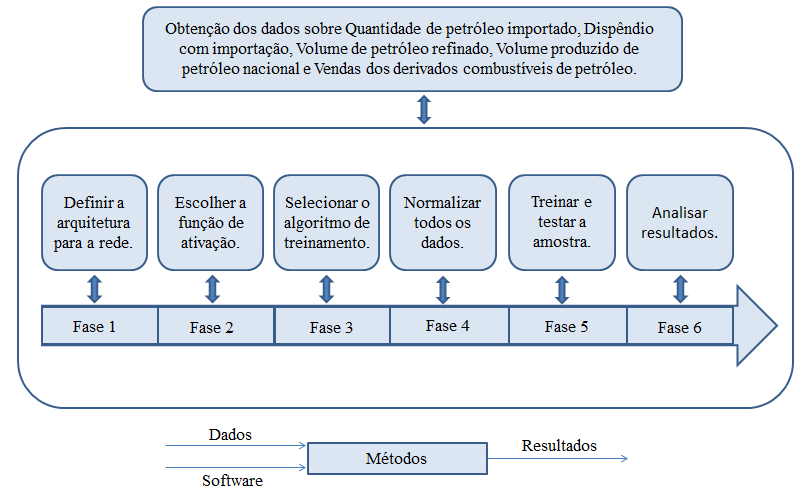 Obtenção dos dados sobre Quantidade de petróleo importado, Dispêndio
com importação, Volume de petróleo refinado, Volume produzido de
petróleo nacional e Vendas dos derivados combustíveis de petróleo.
Definir a
arquitetura
para a rede.
Escolher a
função de
ativação.
Selecionar o
algoritmo de
treinamento.
Normalizar
todos os
dados.
Treinar e
testar a
amostra.
Analisar
resultados.
Fase 1
Fase 2
Fase 3
Fase 4
Fase 5
Fase 6
Dados
Software
Métodos
Resultados